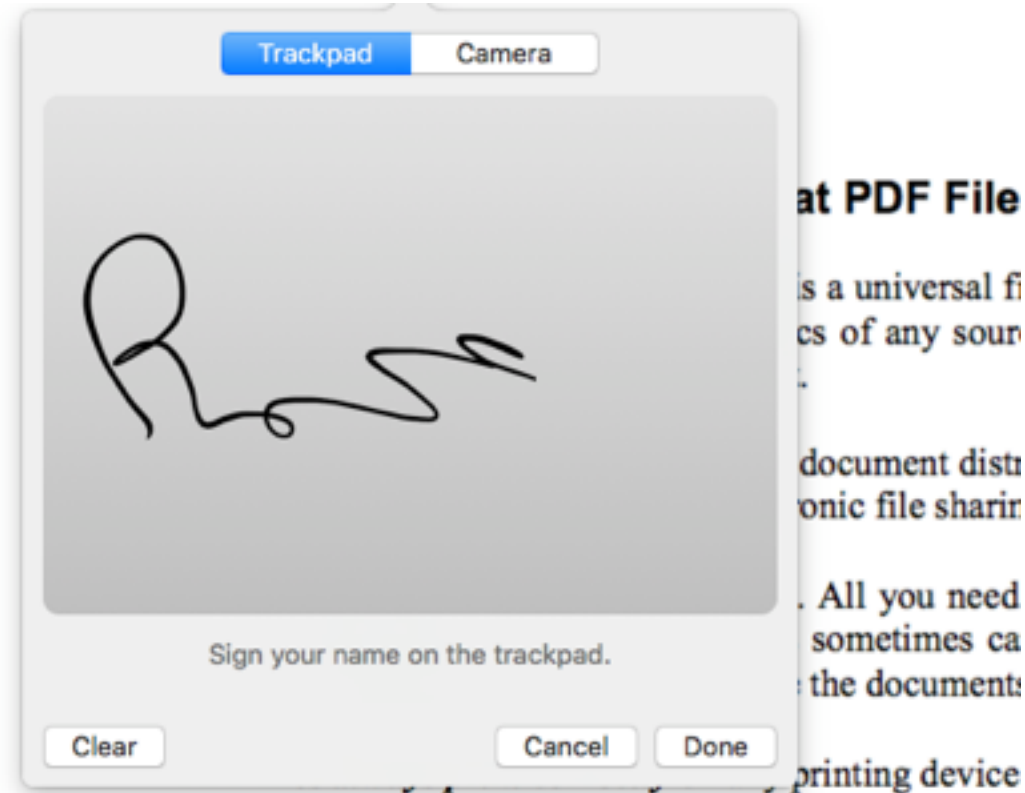 Trackpad Camera
at PDF File
is a universal fi
cs of any sour
document distr
onic file sharin
. All you need
Sign your name on the trackpad.
sometimes ca
the documents
Clear Cancel Done
printing device